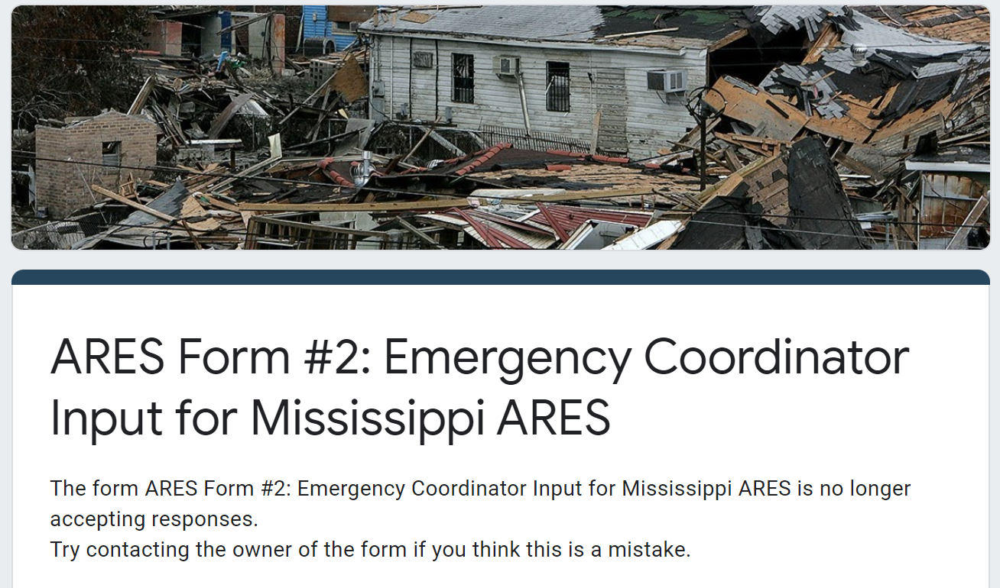 ARES Form #2: Emergency Coordinator
Input for Mississippi ARES
The form ARES Form #2: Emergency Coordinator Input for Mississippi ARES is no longer
accepting responses.
Try contacting the owner of the form if you think this is a mistake.